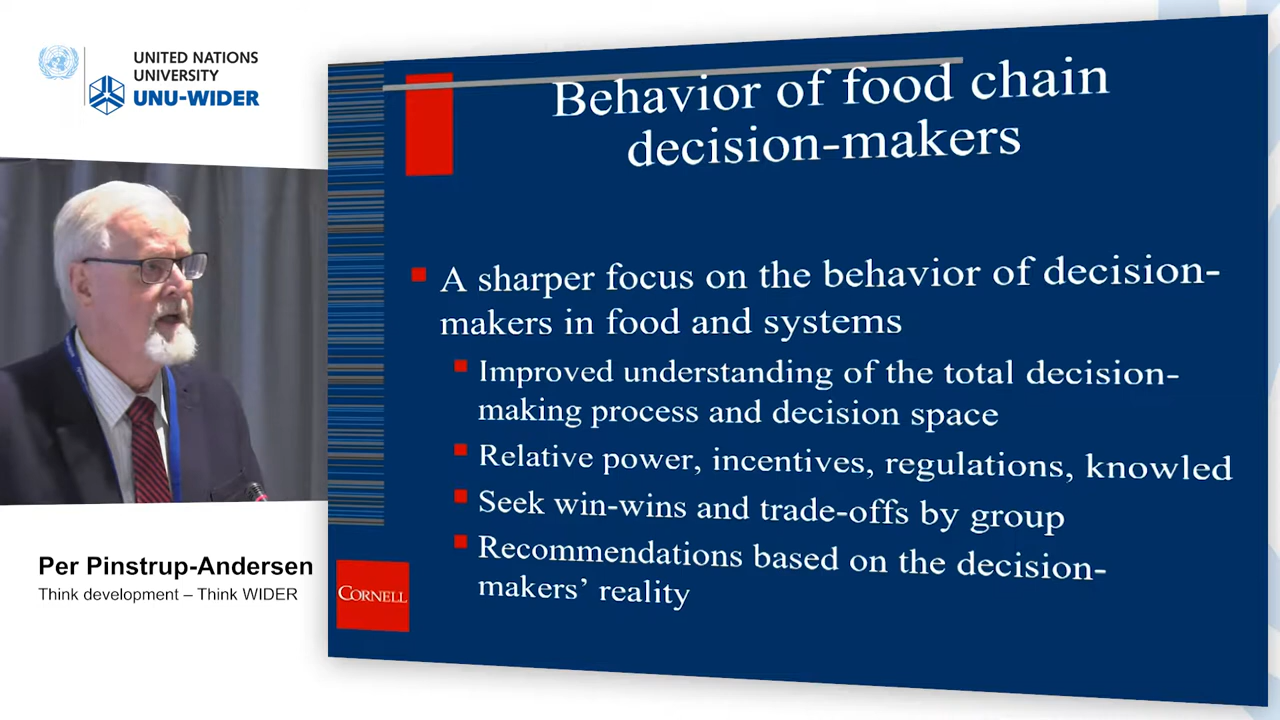 UNITED NATIONS
UNIVERSITY
UNU-WIDER
Behavior of food chain
decision-makers
A sharper focus on the behavior of decision-
makers in food and systems
Improved understanding of the total decision-
making process and decision space
Relative power, incentives, regulations, knowled
Seek win-wins and trade-offs by group
Recommendations based on the decision-
makers' reality
CORNELL
Per Pinstrup-Andersen
Think development – Think WIDER